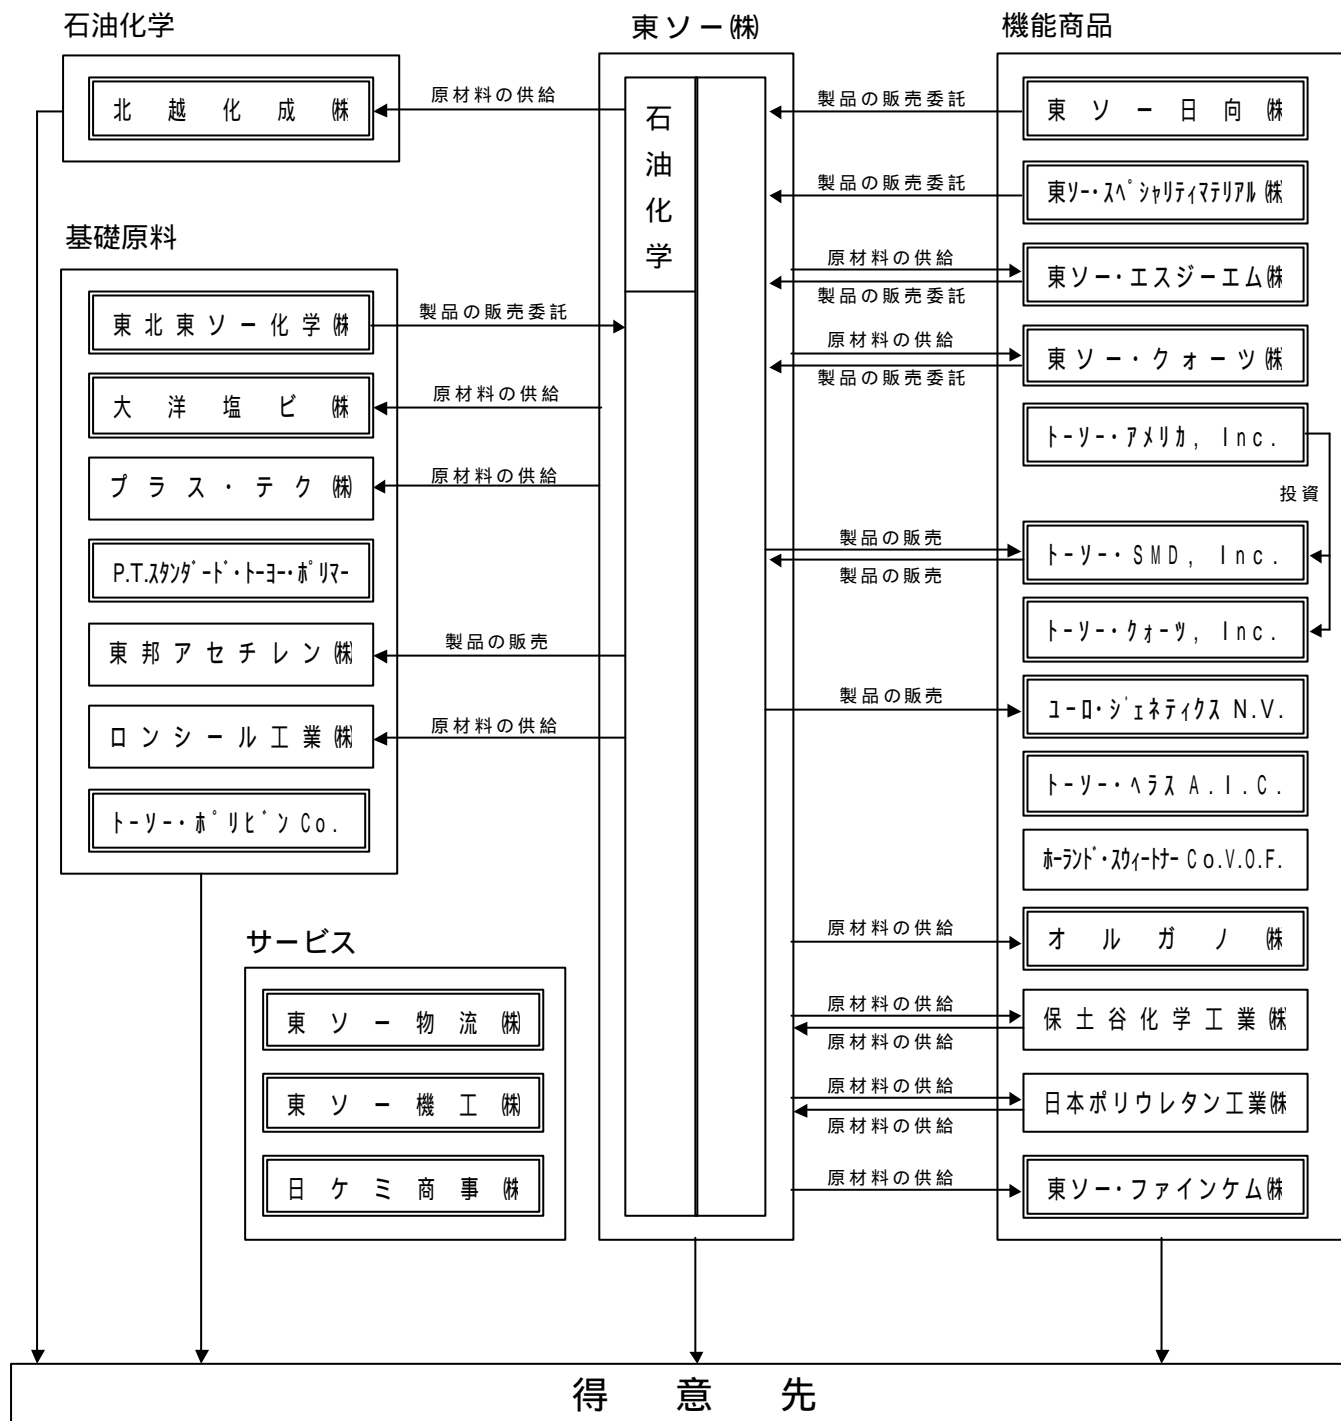 石油化学
北越化成㈱
原材料の供給
基礎原料
東北東ソー化学㈱
製品の販売委託
大洋塩ビ㈱
原材料の供給
プラス・テク㈱
原材料の供給
P.T.スタンダード・トーヨー・ポリマー
東邦アセチレン㈱
製品の販売
ロンシール工業㈱
原材料の供給
トーソー・ポリビン Co.
サービス
東ソー物流㈱
東ソー機工㈱
日ケミ商事㈱
東ソー㈱
石油化学
機能商品
製品の販売委託
東ソー日向㈱
製品の販売委託
東ソー・スペシャリティマテリアル㈱
原材料の供給
東ソー・エスジーエム㈱
製品の販売委託
原材料の供給
東ソー・クォーツ㈱
製品の販売委託
トーソー・アメリカ, Inc.
投資
製品の販売
トーソー・SMD, Inc.
製品の販売
トーソー・クォーツ, Inc.
製品の販売
ユーロ・ジェネティクス N.V.
トーソー・ヘラス A.I.C.
ホーランド・スウィートナー Co.V.O.F.
原材料の供給
オルガノ㈱
原材料の供給
保土谷化学工業㈱
原材料の供給
原材料の供給
日本ポリウレタン工業㈱
原材料の供給
原材料の供給
東ソー・ファインケム㈱
得意先